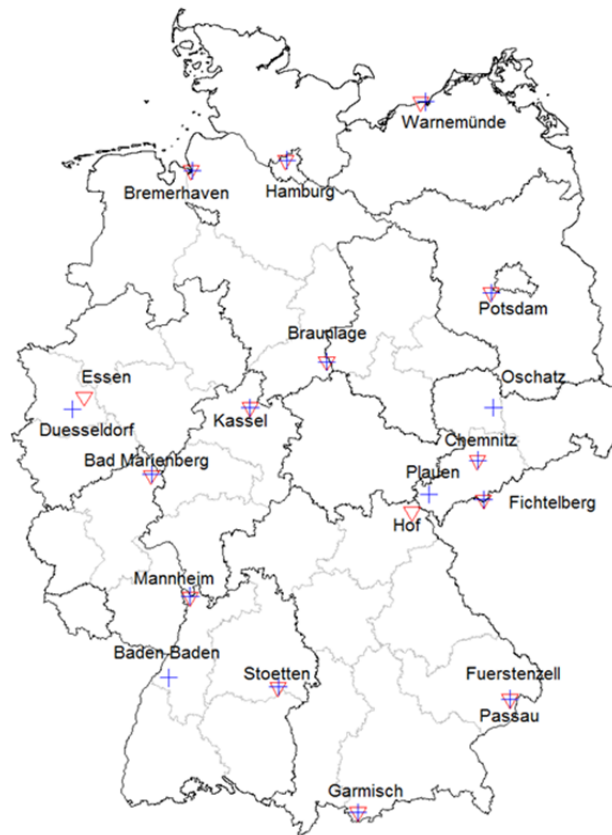 Warnemünde
Bremerhaven
Hamburg
Potsdam
Braunlage
Oschatz
Essen
Duesseldorf
Kassel
Chemnitz
Bad Marienberg
Plauen
Fichtelberg
Hof
Mannheim
Baden-Baden
Stoetten
Fuerstenzell
Passau
Garmisch